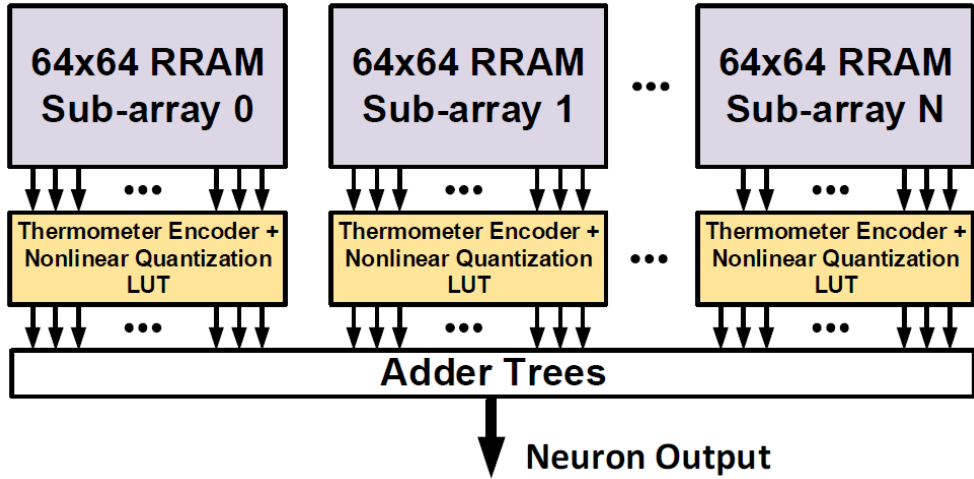 64x64 RRAM
Sub-array 0
64x64 RRAM
Sub-array 1
...
64x64 RRAM
Sub-array N
...
...
...
Thermometer Encoder +
Nonlinear Quantization
LUT
Thermometer Encoder +
Nonlinear Quantization
LUT
...
Thermometer Encoder +
Nonlinear Quantization
LUT
...
...
...
Adder Trees
Neuron Output